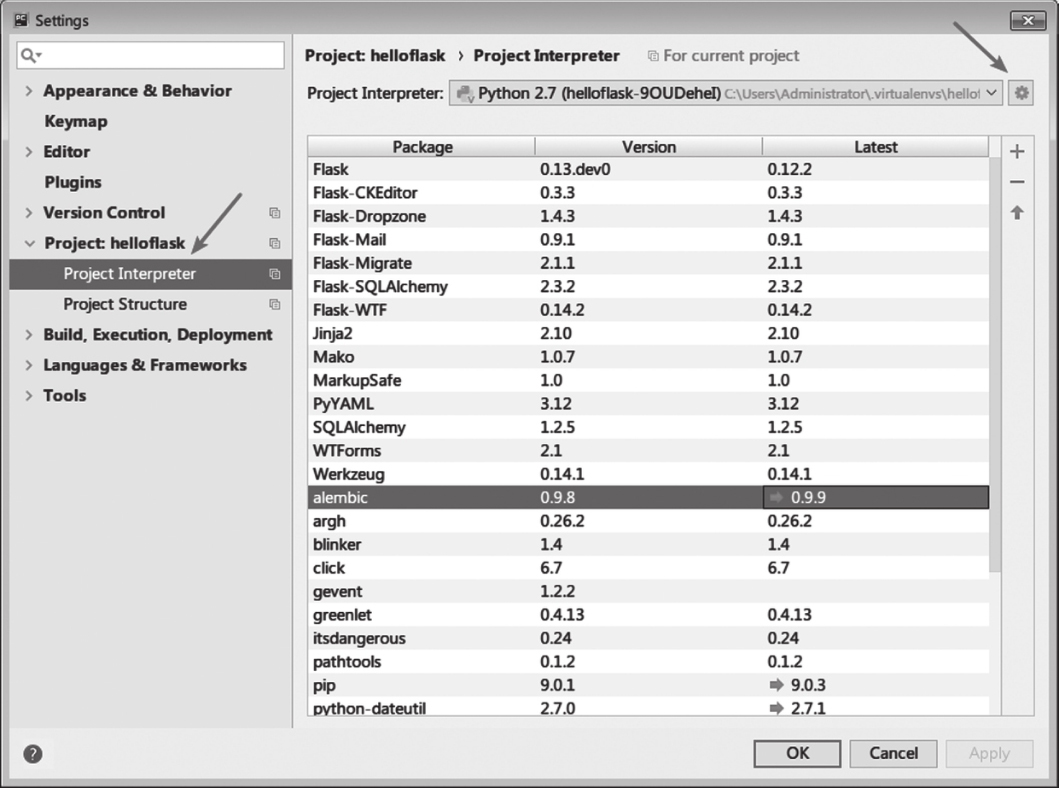 Settings
Project: helloflask › Project Interpreter For current project
Project Interpreter: Python 2.7 (helloflask-9OUDeheI) C:\Users\Administrator\.virtualenvs\hellof
Appearance & Behavior
Keymap
Editor
Plugins
Version Control
Project: helloflask
Project Interpreter
Project Structure
Build, Execution, Deployment
Languages & Frameworks
Tools
Package Version Latest
Flask 0.13.dev0 0.12.2
Flask-CKEditor 0.3.3 0.3.3
Flask-Dropzone 1.4.3 1.4.3
Flask-Mail 0.9.1 0.9.1
Flask-Migrate 2.1.1 2.1.1
Flask-SQLAlchemy 2.3.2 2.3.2
Flask-WTF 0.14.2 0.14.2
Jinja2 2.10 2.10
Mako 1.0.7 1.0.7
MarkupSafe 1.0 1.0
PyYAML 3.12 3.12
SQLAlchemy 1.2.5 1.2.5
WTForms 2.1 2.1
Werkzeug 0.14.1 0.14.1
alembic 0.9.8 0.9.9
argh 0.26.2 0.26.2
blinker 1.4 1.4
click 6.7 6.7
gevent 1.2.2
greenlet 0.4.13 0.4.13
itsdangerous 0.24 0.24
pathtools 0.1.2 0.1.2
pip 9.0.1 9.0.3
python-dateutil 2.7.0 2.7.1
?
OK Cancel Apply